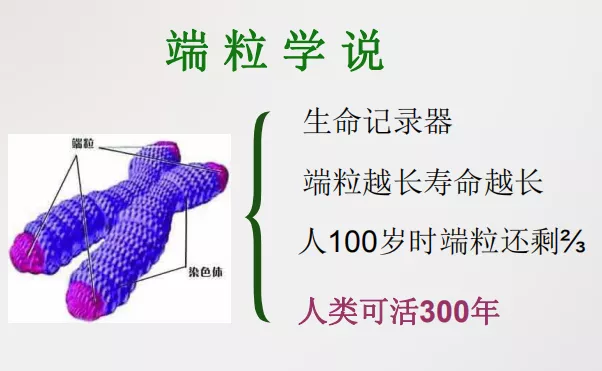 端粒学说
端粒
染色体
生命记录器
端粒越长寿命越长
人100岁时端粒还剩⅔
人类可活300年